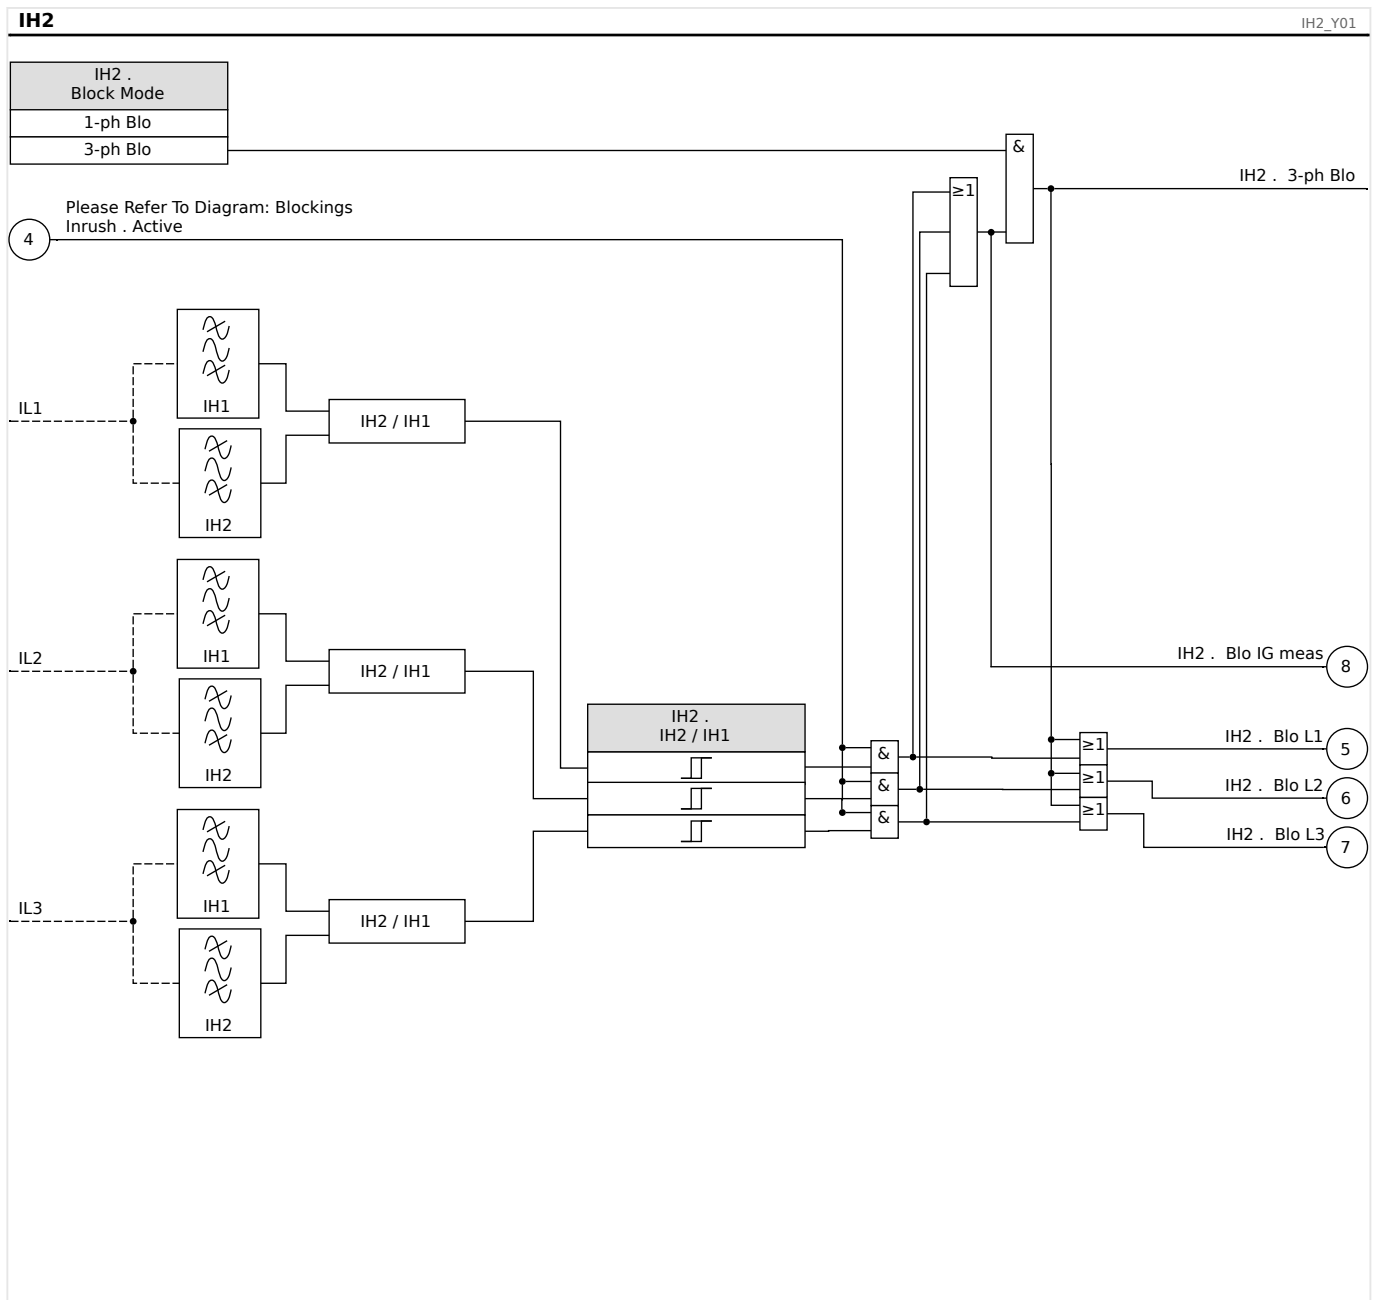 IH2
IH2_Y01
IH2 .
Block Mode
1-ph Blo
3-ph Blo
&
IH2 . 3-ph Blo
≥1
Please Refer To Diagram: Blockings
Inrush . Active
4
IH1
IL1
IH2 / IH1
IH2
IH1
IL2
IH2 / IH1
IH2
IH2 . Blo IG meas
8
IH2 .
IH2 / IH1
&
&
&
≥1
≥1
≥1
IH2 . Blo L1
5
IH2 . Blo L2
6
IH2 . Blo L3
7
IH1
IL3
IH2 / IH1
IH2